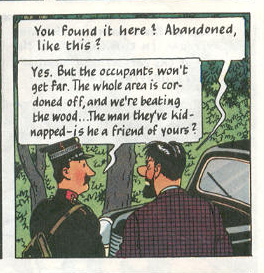 You found it here? Abandoned,
like this?
Yes. But the occupants won't
get far. The whole area is cor-
doned off, and we're beating
the wood...The man they've kid-
napped-is he a friend of yours?